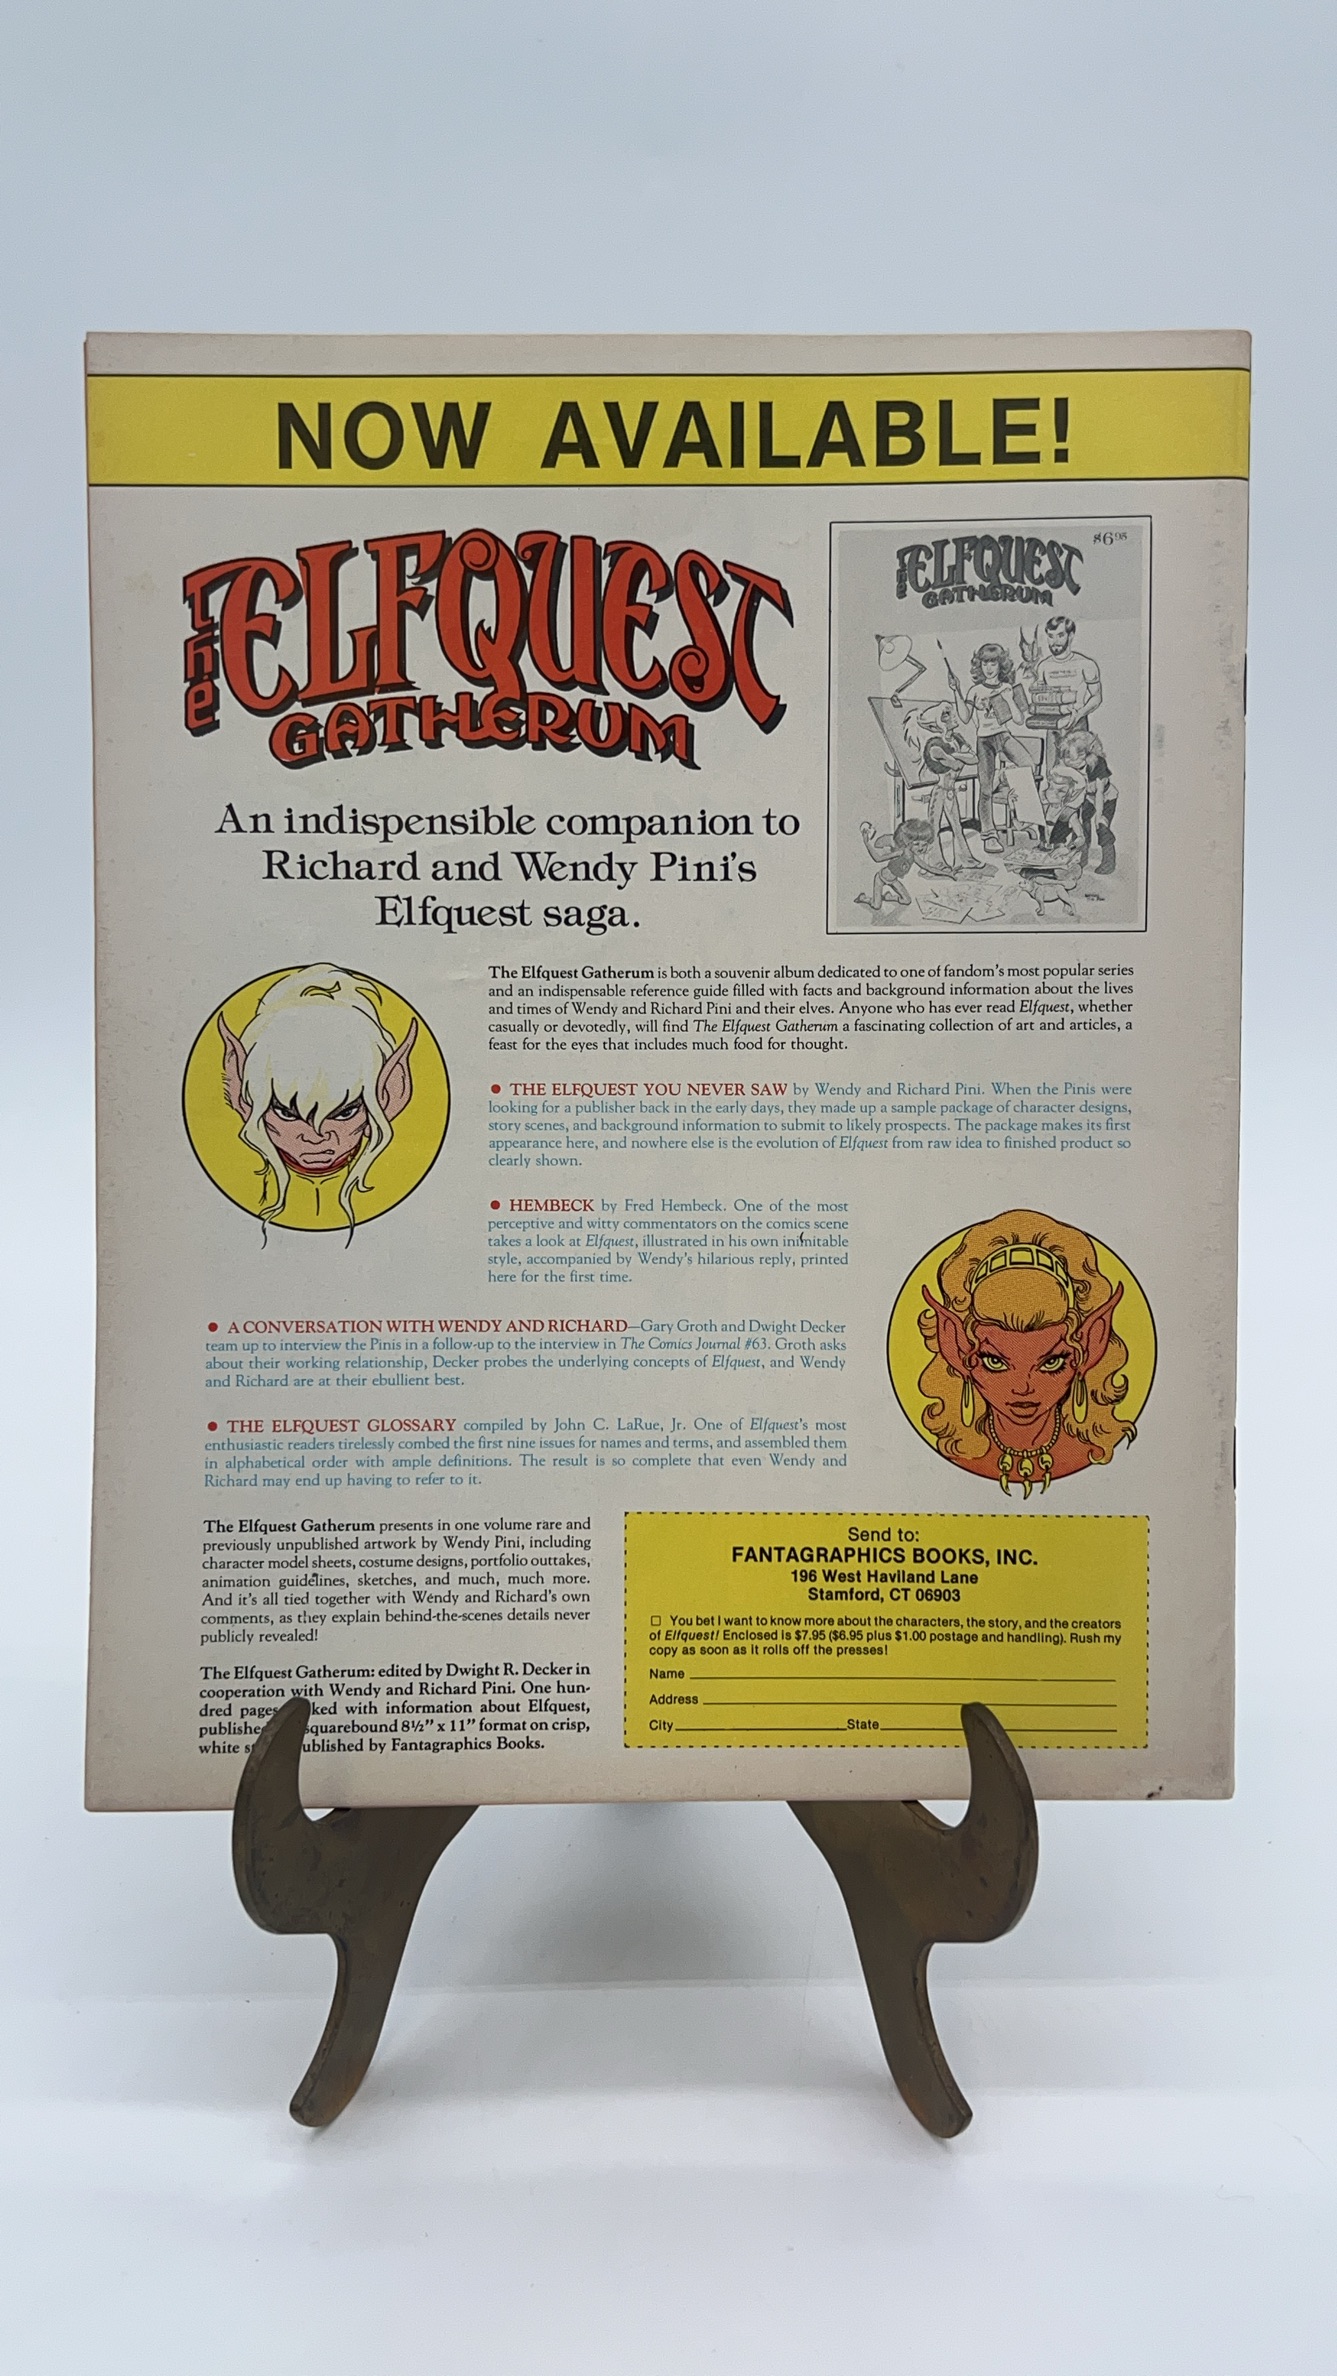 NOW AVAILABLE!
THE ELFQUEST
GATHERUM
$6.95
THE ELFQUEST
GATHERUM
An indispensible companion to
Richard and Wendy Pini's
Elfquest saga.
The Elfquest Gatherum is both a souvenir album dedicated to one of fandom's most popular series
and an indispensable reference guide filled with facts and background information about the lives
and times of Wendy and Richard Pini and their elves. Anyone who has ever read Elfquest, whether
casually or devotedly, will find The Elfquest Gatherum a fascinating collection of art and articles, a
feast for the eyes that includes much food for thought.
• THE ELFQUEST YOU NEVER SAW by Wendy and Richard Pini. When the Pinis were
looking for a publisher back in the early days, they made up a sample package of character designs,
story scenes, and background information to submit to likely prospects. The package makes its first
appearance here, and nowhere else is the evolution of Elfquest from raw idea to finished product so
clearly shown.
• HEMBECK by Fred Hembeck. One of the most
perceptive and witty commentators on the comics scene
takes a look at Elfquest, illustrated in his own inimitable
style, accompanied by Wendy's hilarious reply, printed
here for the first time.
• A CONVERSATION WITH WENDY AND RICHARD—Gary Groth and Dwight Decker
team up to interview the Pinis in a follow-up to the interview in The Comics Journal #63. Groth asks
about their working relationship, Decker probes the underlying concepts of Elfquest, and Wendy
and Richard are at their ebullient best.
• THE ELFQUEST GLOSSARY compiled by John C. LaRue, Jr. One of Elfquest's most
enthusiastic readers tirelessly combed the first nine issues for names and terms, and assembled them
in alphabetical order with ample definitions. The result is so complete that even Wendy and
Richard may end up having to refer to it.
The Elfquest Gatherum presents in one volume rare and
previously unpublished artwork by Wendy Pini, including
character model sheets, costume designs, portfolio outtakes,
animation guidelines, sketches, and much, much more.
And it's all tied together with Wendy and Richard's own
comments, as they explain behind-the-scenes details never
publicly revealed!
The Elfquest Gatherum: edited by Dwight R. Decker in
cooperation with Wendy and Richard Pini. One hun-
dred pages with information about Elfquest,
squarebound 8½" x 11" format on crisp,
white published by Fantagraphics Books.
Send to:
FANTAGRAPHICS BOOKS, INC.
196 West Haviland Lane
Stamford, CT 06903
☐ You bet I want to know more about the characters, the story, and the creators
of Elfquest! Enclosed is $7.95 ($6.95 plus $1.00 postage and handling). Rush my
copy as soon as it rolls off the presses!
Name
Address
City State